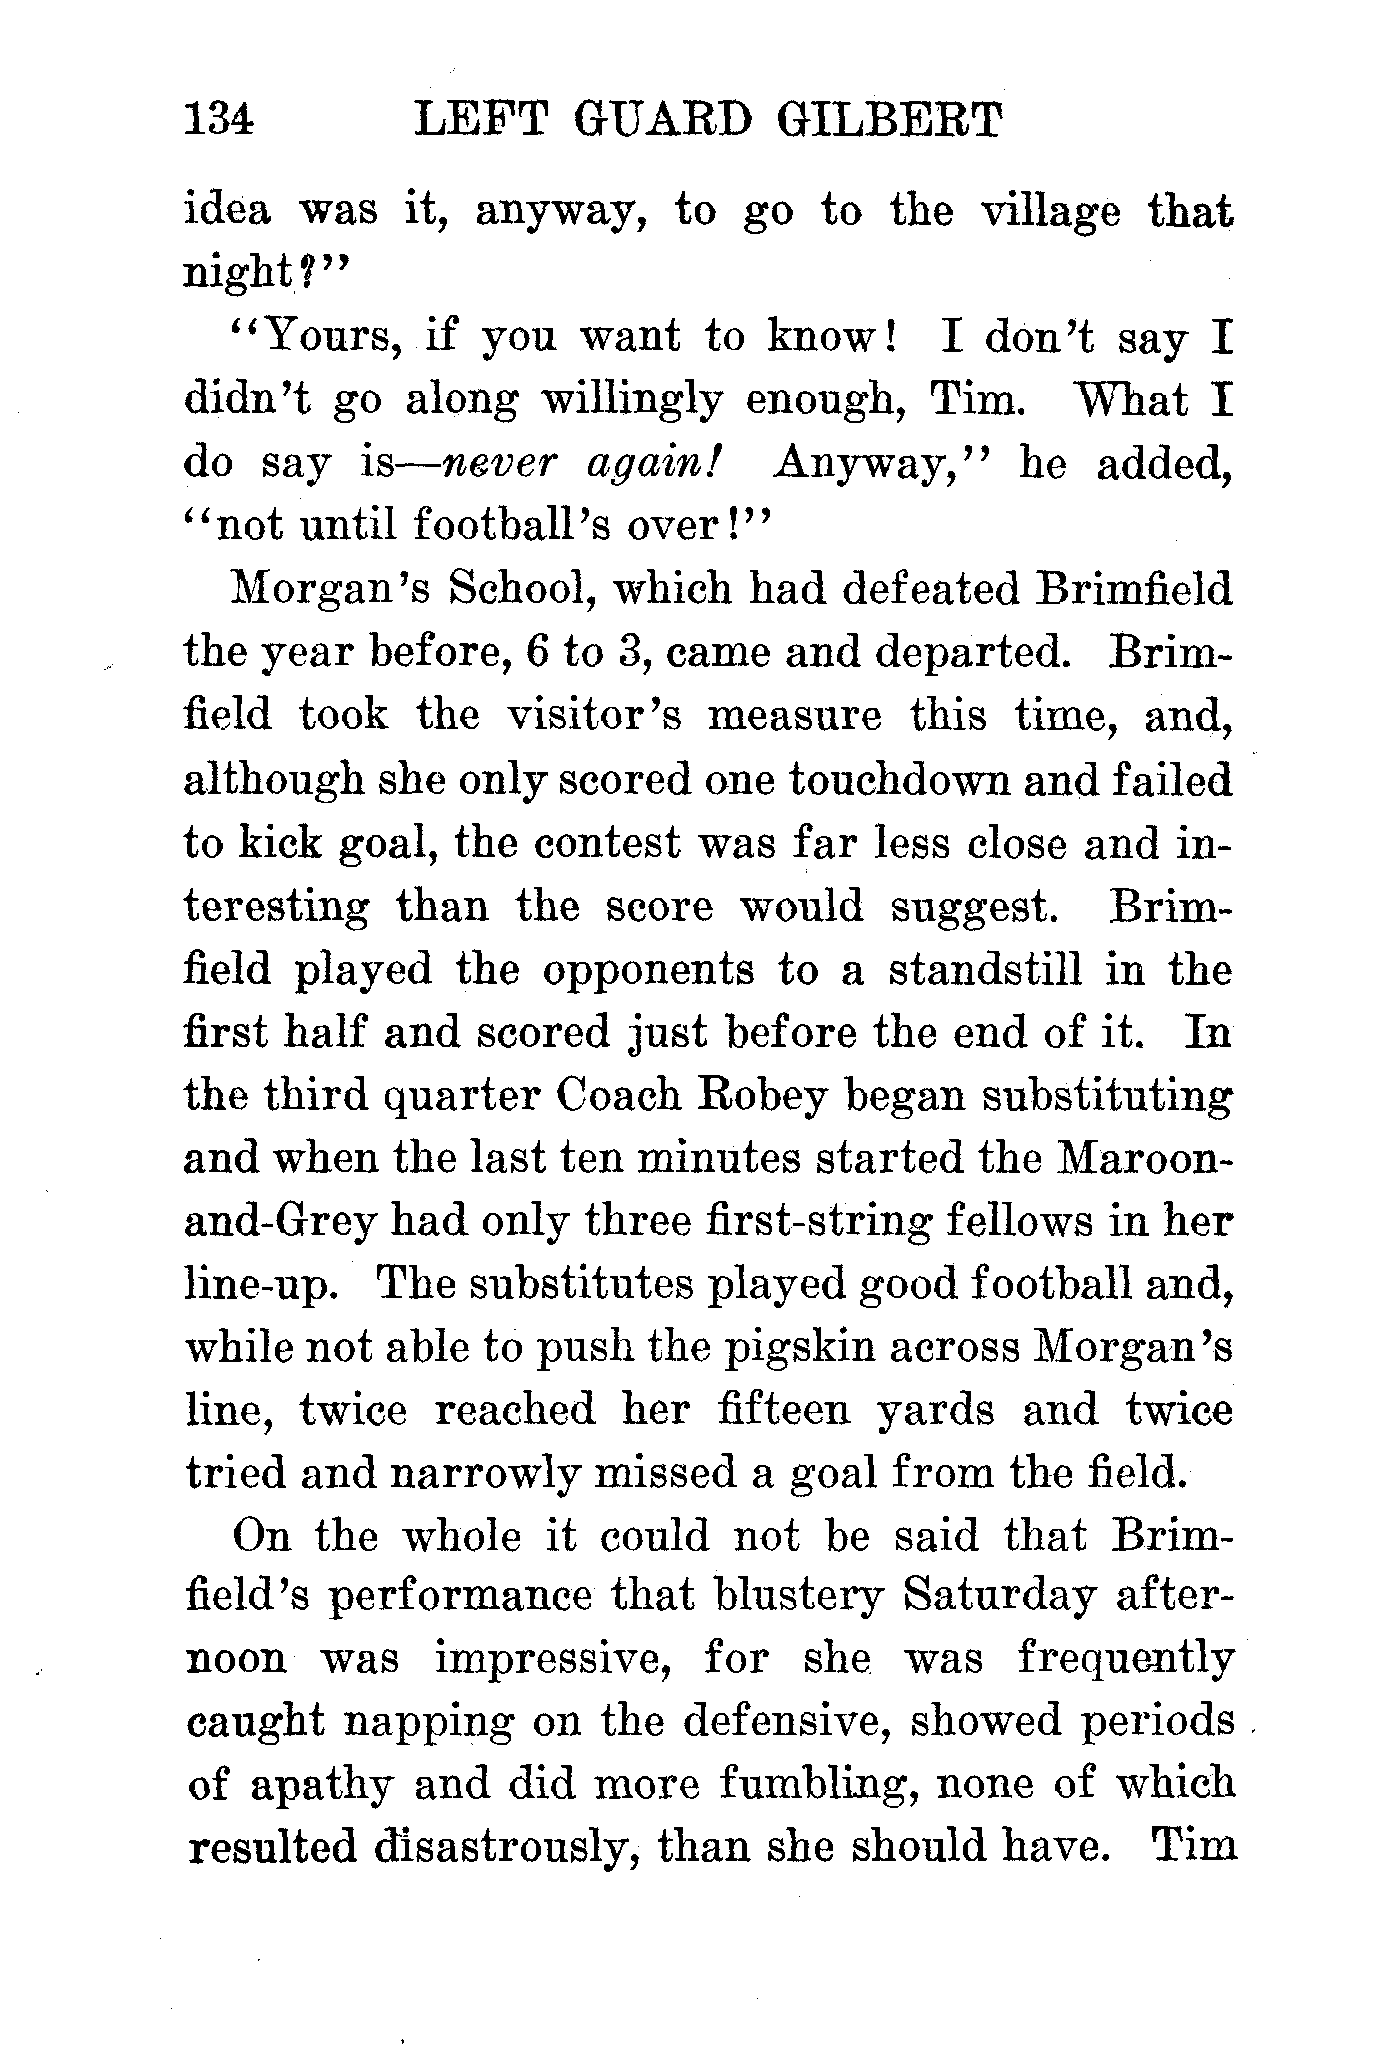 134 LEFT GUARD GILBERT
idea was it, anyway, to go to the village that
night?"
"Yours, if you want to know! I don't say I
didn't go along willingly enough, Tim. What I
do say is—never again! Anyway," he added,
"not until football's over!"
Morgan's School, which had defeated Brimfield
the year before, 6 to 3, came and departed. Brim-
field took the visitor's measure this time, and,
although she only scored one touchdown and failed
to kick goal, the contest was far less close and in-
teresting than the score would suggest. Brim-
field played the opponents to a standstill in the
first half and scored just before the end of it. In
the third quarter Coach Robey began substituting
and when the last ten minutes started the Maroon-
and-Grey had only three first-string fellows in her
line-up. The substitutes played good football and,
while not able to push the pigskin across Morgan's
line, twice reached her fifteen yards and twice
tried and narrowly missed a goal from the field.
On the whole it could not be said that Brim-
field's performance that blustery Saturday after-
noon was impressive, for she was frequently
caught napping on the defensive, showed periods
of apathy and did more fumbling, none of which
resulted disastrously, than she should have. Tim